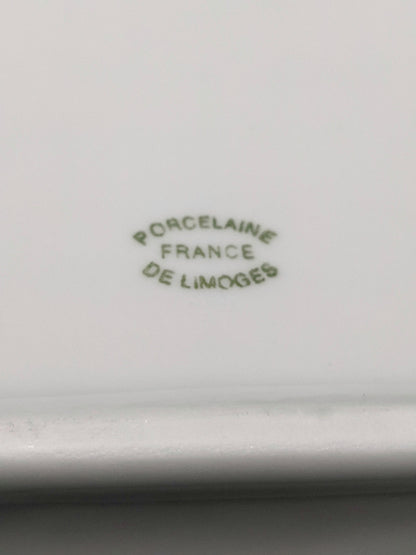 PORCELAINE
FRANCE
DE LIMOGES